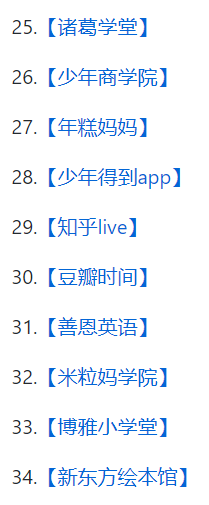 25.【诸葛学堂】
26.【少年商学院】
27.【年糕妈妈】
28.【少年得到app】
29.【知乎live】
30.【豆瓣时间】
31.【善恩英语】
32.【米粒妈学院】
33.【博雅小学堂】
34.【新东方绘本馆】